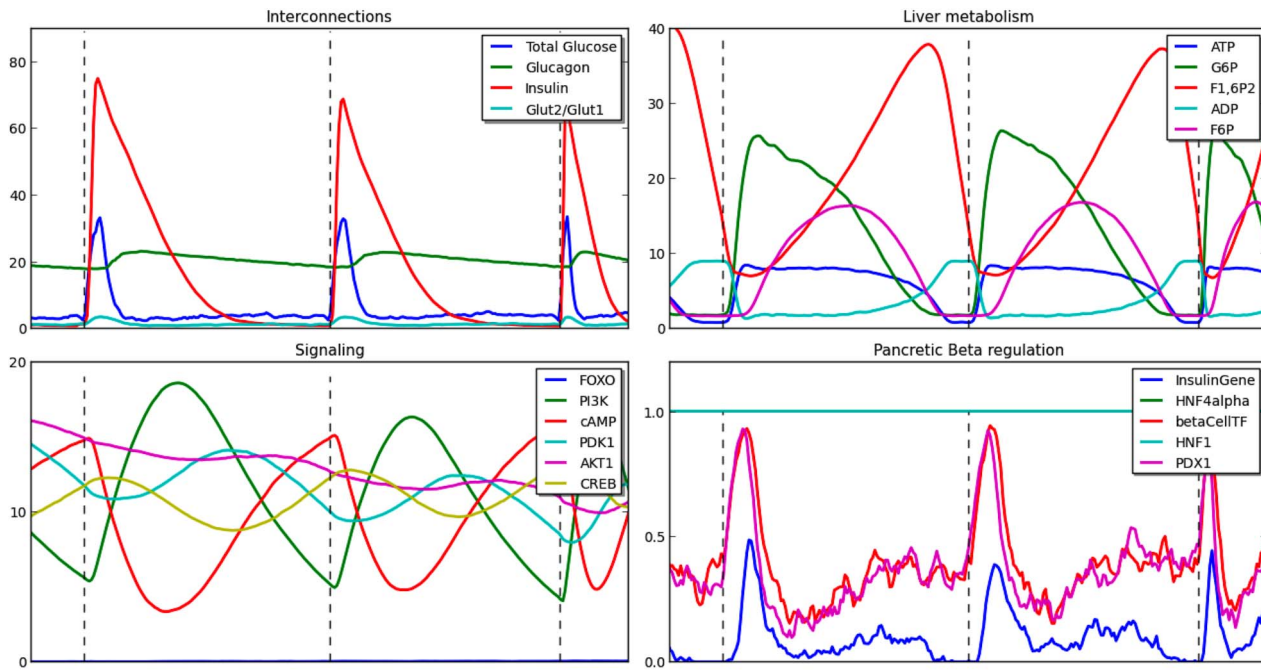 Interconnections
80
60
40
20
0
Total Glucose
Glucagon
Insulin
Glut2/Glut1
Liver metabolism
40
30
20
10
0
ATP
G6P
F1,6P2
ADP
F6P
Signaling
20
10
0
FOXO
PI3K
cAMP
PDK1
AKT1
CREB
Pancretic Beta regulation
1.0
0.5
0.0
InsulinGene
HNF4alpha
betaCellTF
HNF1
PDX1